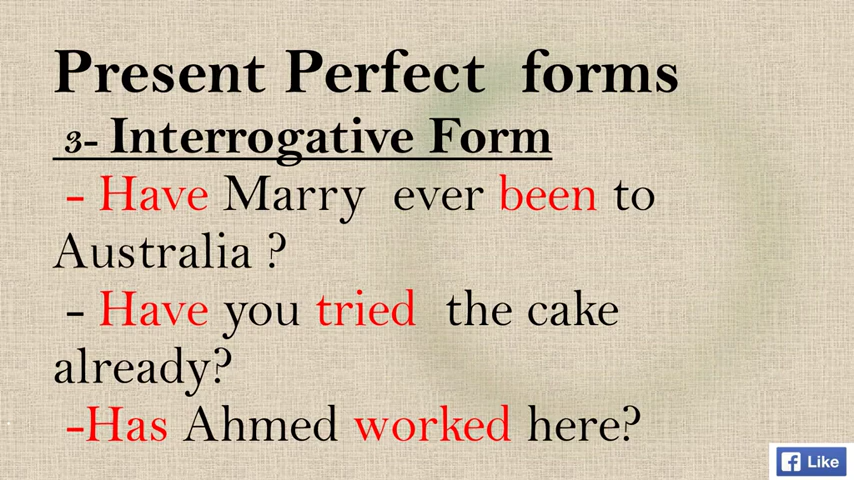 Present Perfect forms
3- Interrogative Form
- Have Marry ever been to
Australia ?
- Have you tried the cake
already?
-Has Ahmed worked here?
f Like